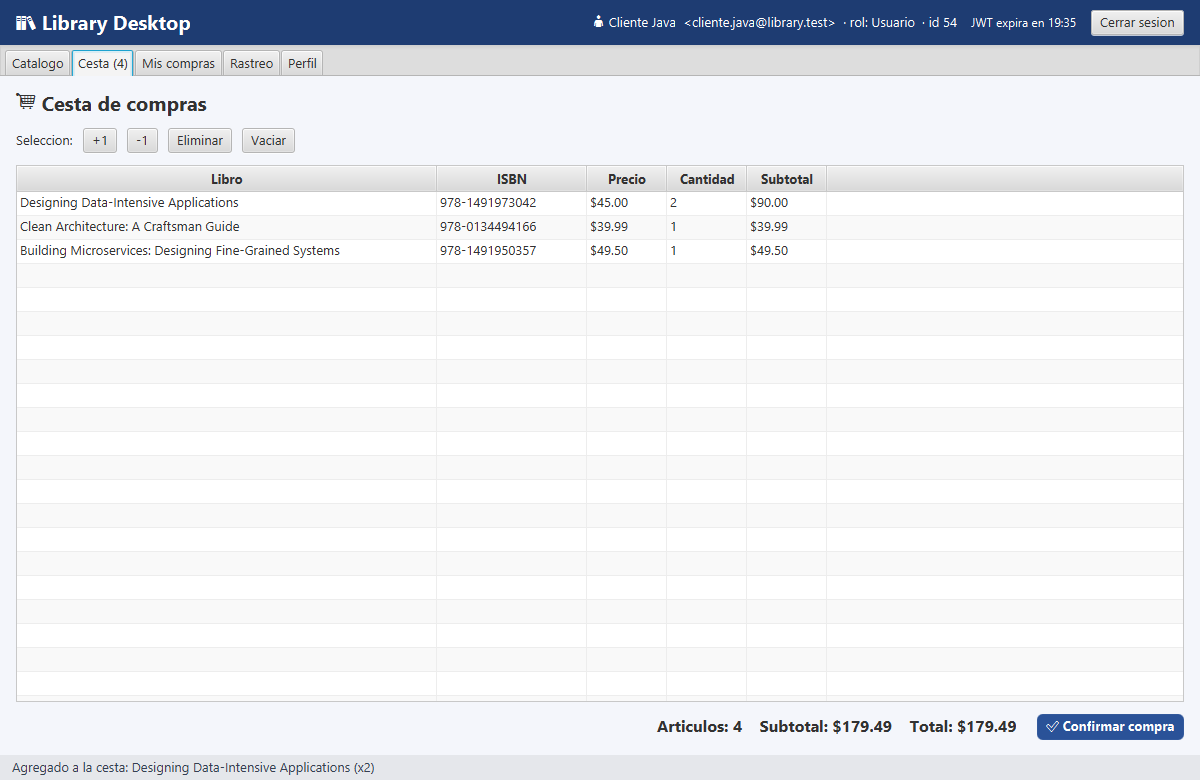 Library Desktop
Cliente Java <cliente.java@library.test> · rol: Usuario · id 54 JWT expira en 19:35 Cerrar sesion
Catalogo Cesta (4) Mis compras Rastreo Perfil
Cesta de compras
Seleccion: +1 -1 Eliminar Vaciar
Libro ISBN Precio Cantidad Subtotal
Designing Data-Intensive Applications 978-1491973042 $45.00 2 $90.00
Clean Architecture: A Craftsman Guide 978-0134494166 $39.99 1 $39.99
Building Microservices: Designing Fine-Grained Systems 978-1491950357 $49.50 1 $49.50
Articulos: 4 Subtotal: $179.49 Total: $179.49 Confirmar compra
Agregado a la cesta: Designing Data-Intensive Applications (x2)